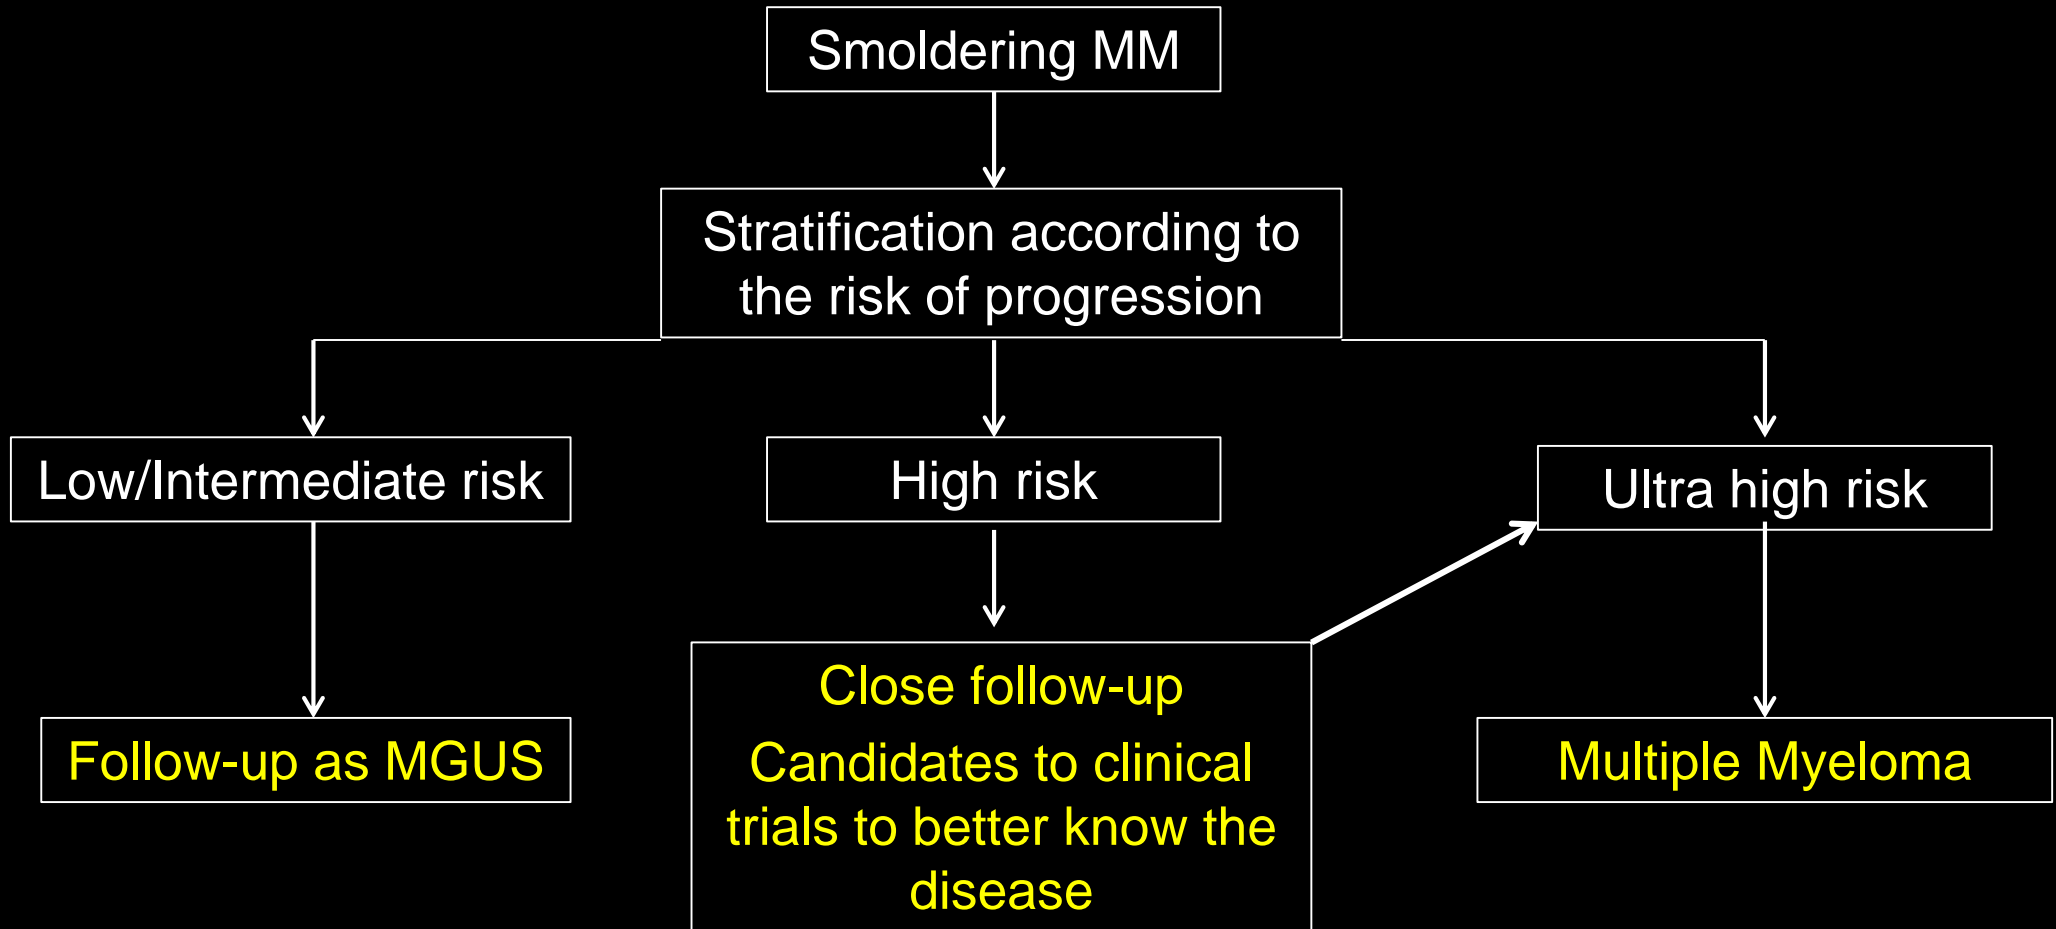 Smoldering MM
Stratification according to
the risk of progression
Low/Intermediate risk
High risk
Ultra high risk
Follow-up as MGUS
Close follow-up
Candidates to clinical
trials to better know the
disease
Multiple Myeloma